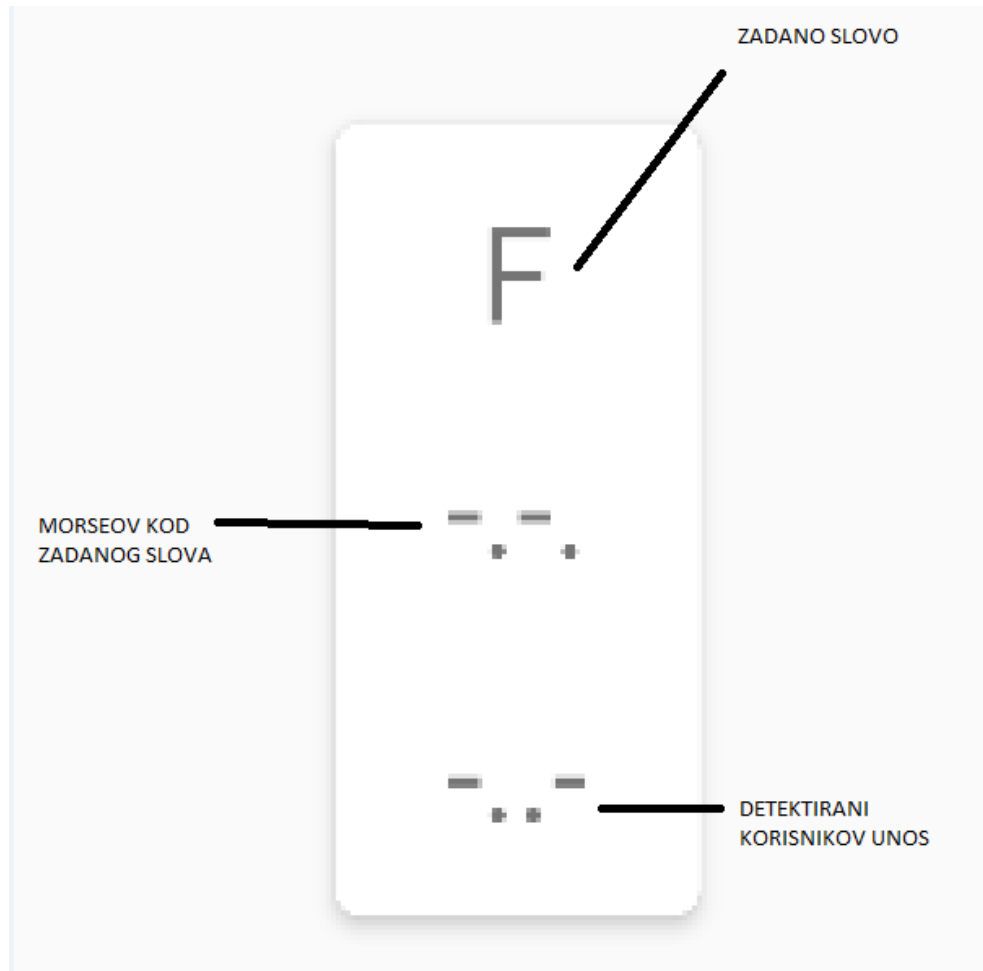 ZADANO SLOVO
F
-.-.
MORSEOV KOD
ZADANOG SLOVA
-..-
DETEKTIRANI
KORISNIKOV UNOS